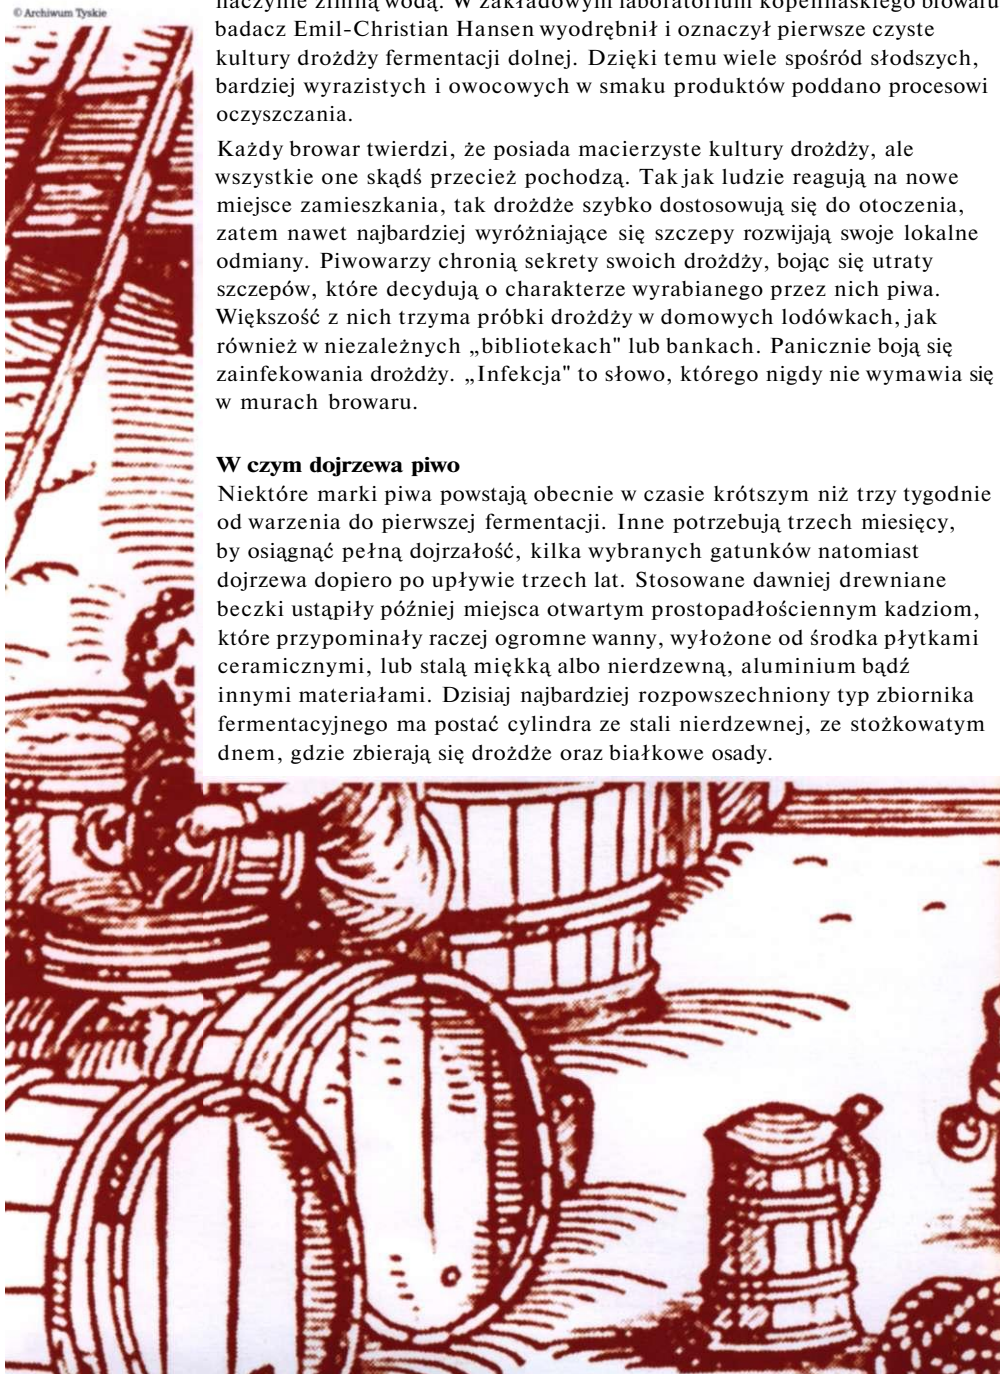 © Archiwum Tyskie
naczynie zimną wodą. W zakładowym laboratorium kopenhaskiego browaru
badacz Emil-Christian Hansen wyodrębnił i oznaczył pierwsze czyste
kultury drożdży fermentacji dolnej. Dzięki temu wiele spośród słodszych,
bardziej wyrazistych i owocowych w smaku produktów poddano procesowi
oczyszczania.
Każdy browar twierdzi, że posiada macierzyste kultury drożdży, ale
wszystkie one skądś przecież pochodzą. Tak jak ludzie reagują na nowe
miejsce zamieszkania, tak drożdże szybko dostosowują się do otoczenia,
zatem nawet najbardziej wyróżniające się szczepy rozwijają swoje lokalne
odmiany. Piwowarzy chronią sekrety swoich drożdży, bojąc się utraty
szczepów, które decydują o charakterze wyrabianego przez nich piwa.
Większość z nich trzyma próbki drożdży w domowych lodówkach, jak
również w niezależnych „bibliotekach" lub bankach. Panicznie boją się
zainfekowania drożdży. „Infekcja" to słowo, którego nigdy nie wymawia się
w murach browaru.
W czym dojrzewa piwo
Niektóre marki piwa powstają obecnie w czasie krótszym niż trzy tygodnie
od warzenia do pierwszej fermentacji. Inne potrzebują trzech miesięcy,
by osiągnąć pełną dojrzałość, kilka wybranych gatunków natomiast
dojrzewa dopiero po upływie trzech lat. Stosowane dawniej drewniane
beczki ustąpiły później miejsca otwartym prostopadłościennym kadziom,
które przypominały raczej ogromne wanny, wyłożone od środka płytkami
ceramicznymi, lub stalą miękką albo nierdzewną, aluminium bądź
innymi materiałami. Dzisiaj najbardziej rozpowszechniony typ zbiornika
fermentacyjnego ma postać cylindra ze stali nierdzewnej, ze stożkowatym
dnem, gdzie zbierają się drożdże oraz białkowe osady.